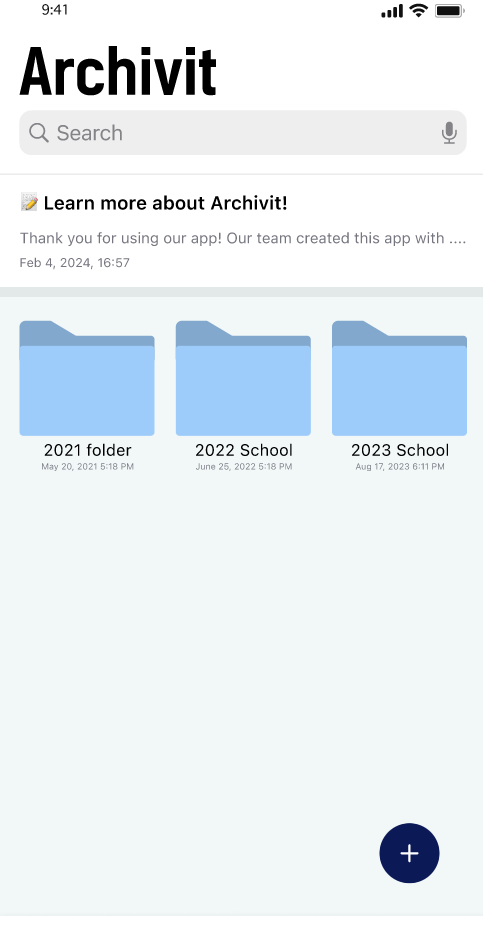 9:41
Archivit
Search
📝 Learn more about Archivit!
Thank you for using our app! Our team created this app with ....
Feb 4, 2024, 16:57
2021 folder 2022 School 2023 School
May 20, 2021 5:18 PM June 25, 2022 5:18 PM Aug 17, 2023 6:11 PM